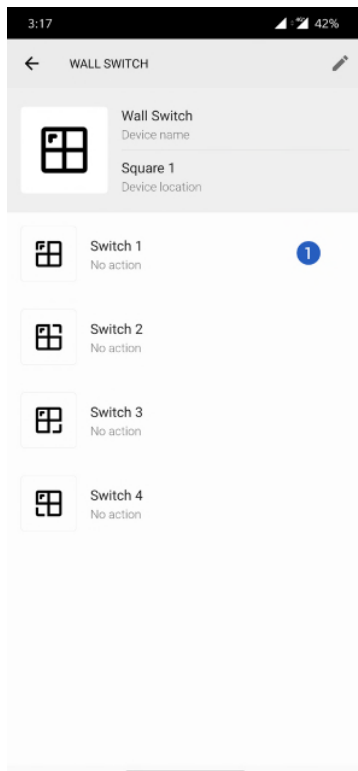 3:17
4G 42%
WALL SWITCH
Wall Switch
Device name
Square 1
Device location
Switch 1
No action
1
Switch 2
No action
Switch 3
No action
Switch 4
No action